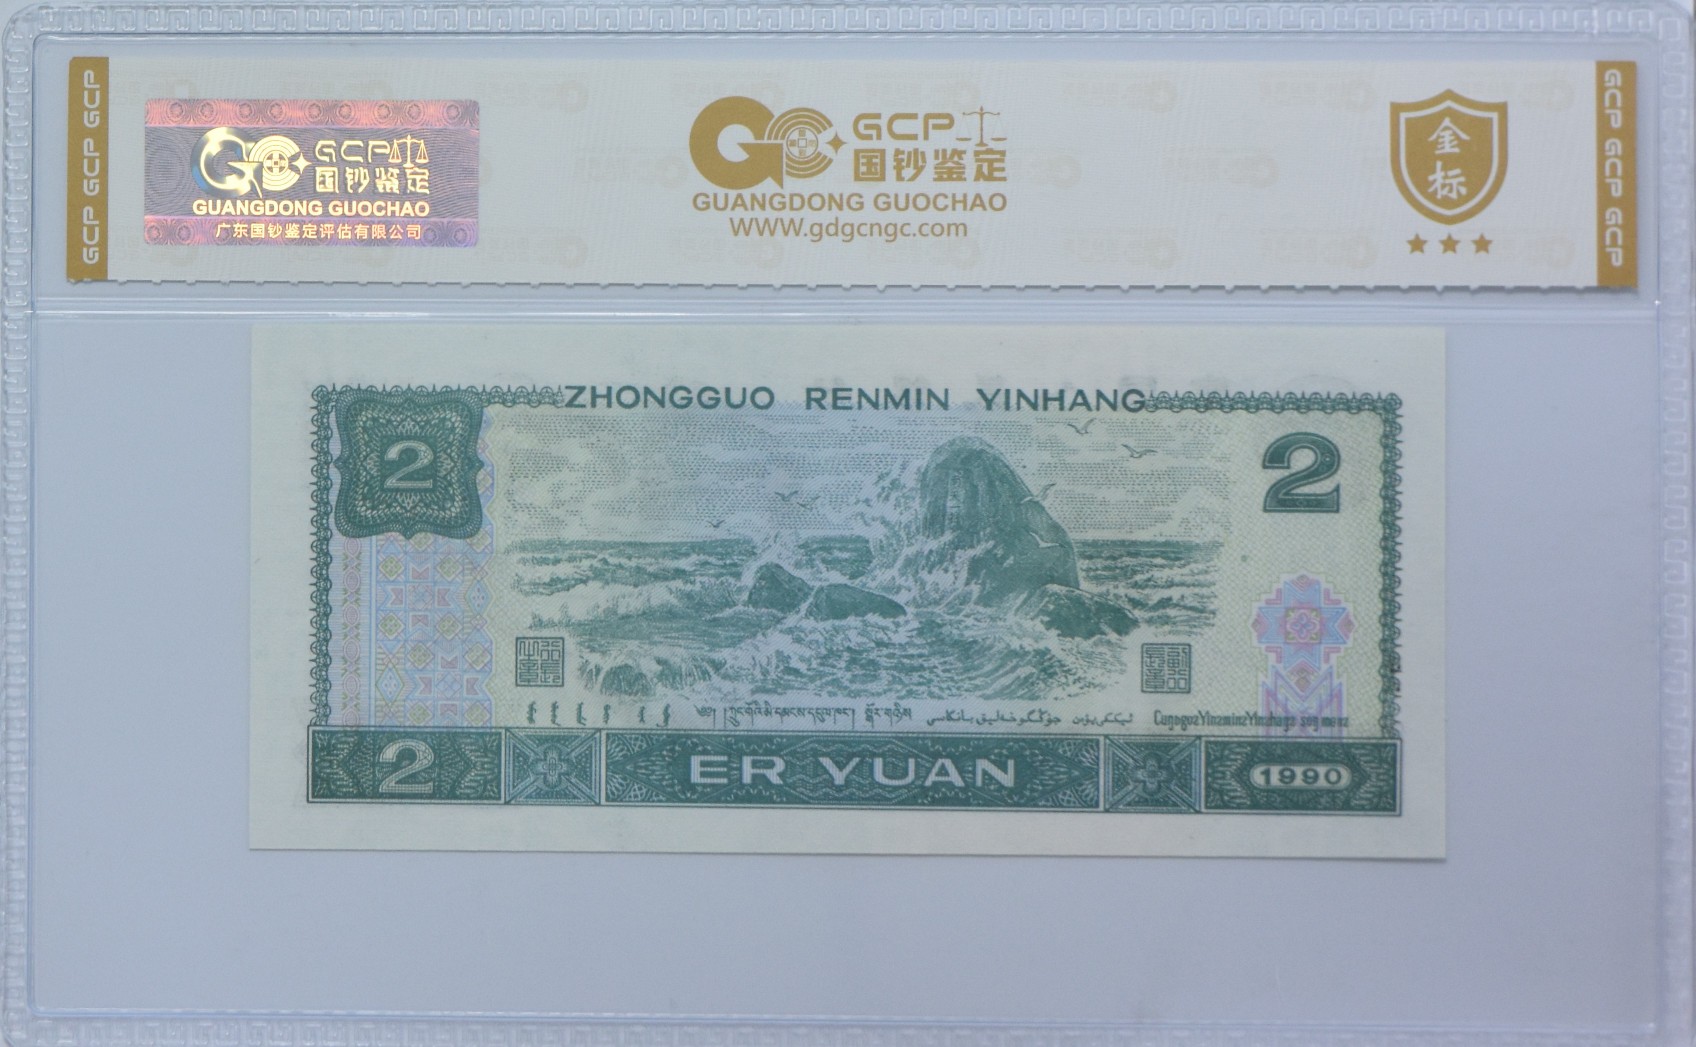 GCP GCP GCP
GCP
国钞鉴定
GUANGDONG GUOCHAO
广东国钞鉴定评估有限公司
GCP
国钞鉴定
GUANGDONG GUOCHAO
WWW.gdgcngc.com
金标
GCP GCP GCP
ZHONGGUO RENMIN YINHANG
2
2
2 ER YUAN 1990